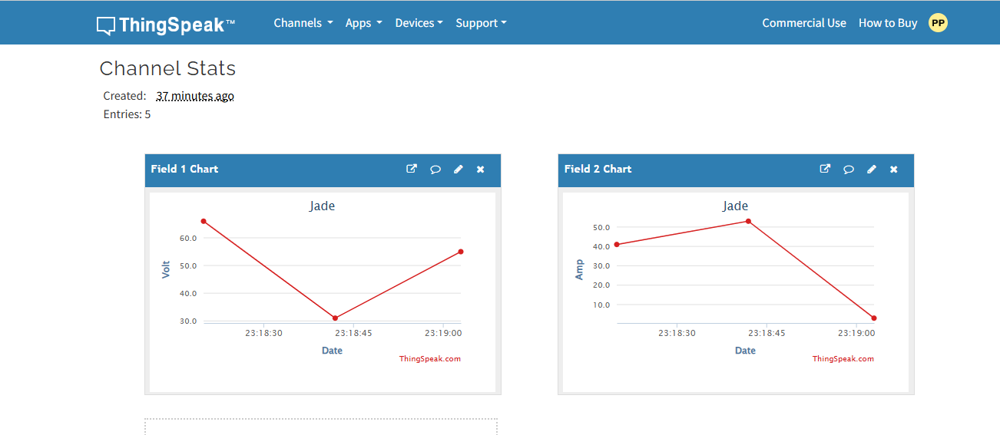 ThingSpeak™ Channels Apps Devices Support Commercial Use How to Buy PP
Channel Stats
Created: 37 minutes ago
Entries: 5
Field 1 Chart
Jade
Volt
60.0
50.0
40.0
30.0
23:18:30 23:18:45 23:19:00
Date
ThingSpeak.com
Field 2 Chart
Jade
Amp
50.0
40.0
30.0
20.0
10.0
23:18:30 23:18:45 23:19:00
Date
ThingSpeak.com